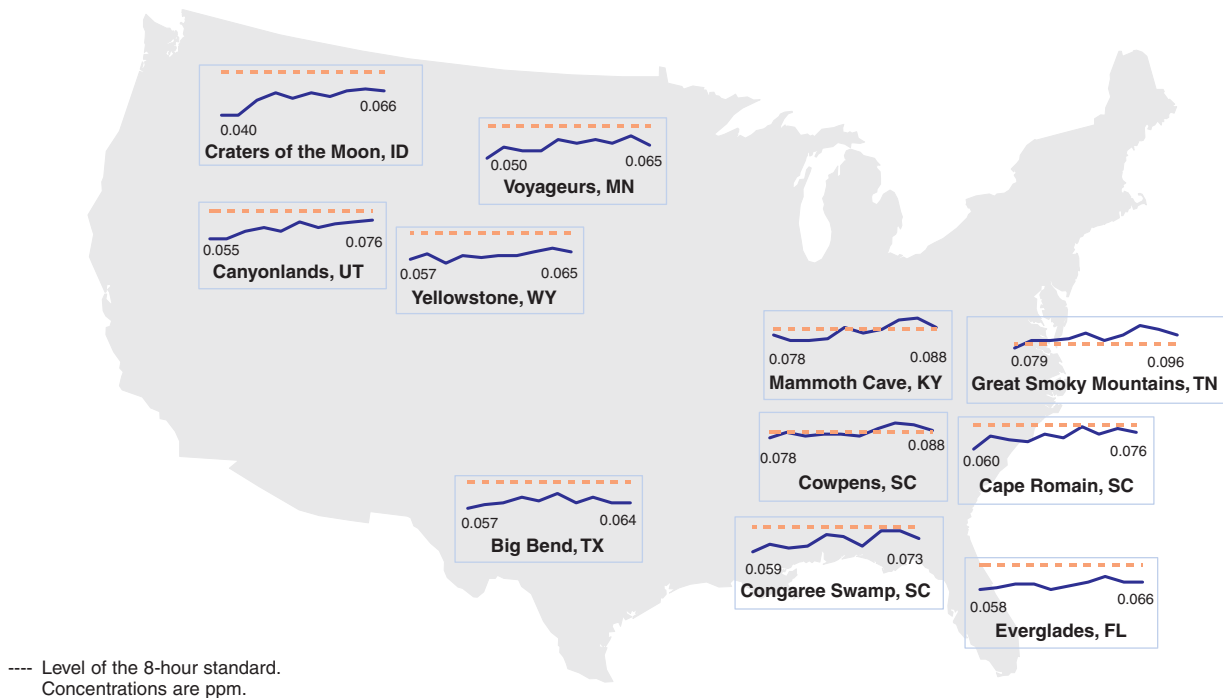 0.040
0.066
Craters of the Moon, ID
0.050
0.065
Voyageurs, MN
0.055
0.076
Canyonlands, UT
0.057
0.065
Yellowstone, WY
0.078
0.088
Mammoth Cave, KY
0.079
0.096
Great Smoky Mountains, TN
0.078
0.088
Cowpens, SC
0.060
0.076
Cape Romain, SC
0.057
0.064
Big Bend, TX
0.059
0.073
Congaree Swamp, SC
0.058
0.066
Everglades, FL
---- Level of the 8-hour standard.
Concentrations are ppm.